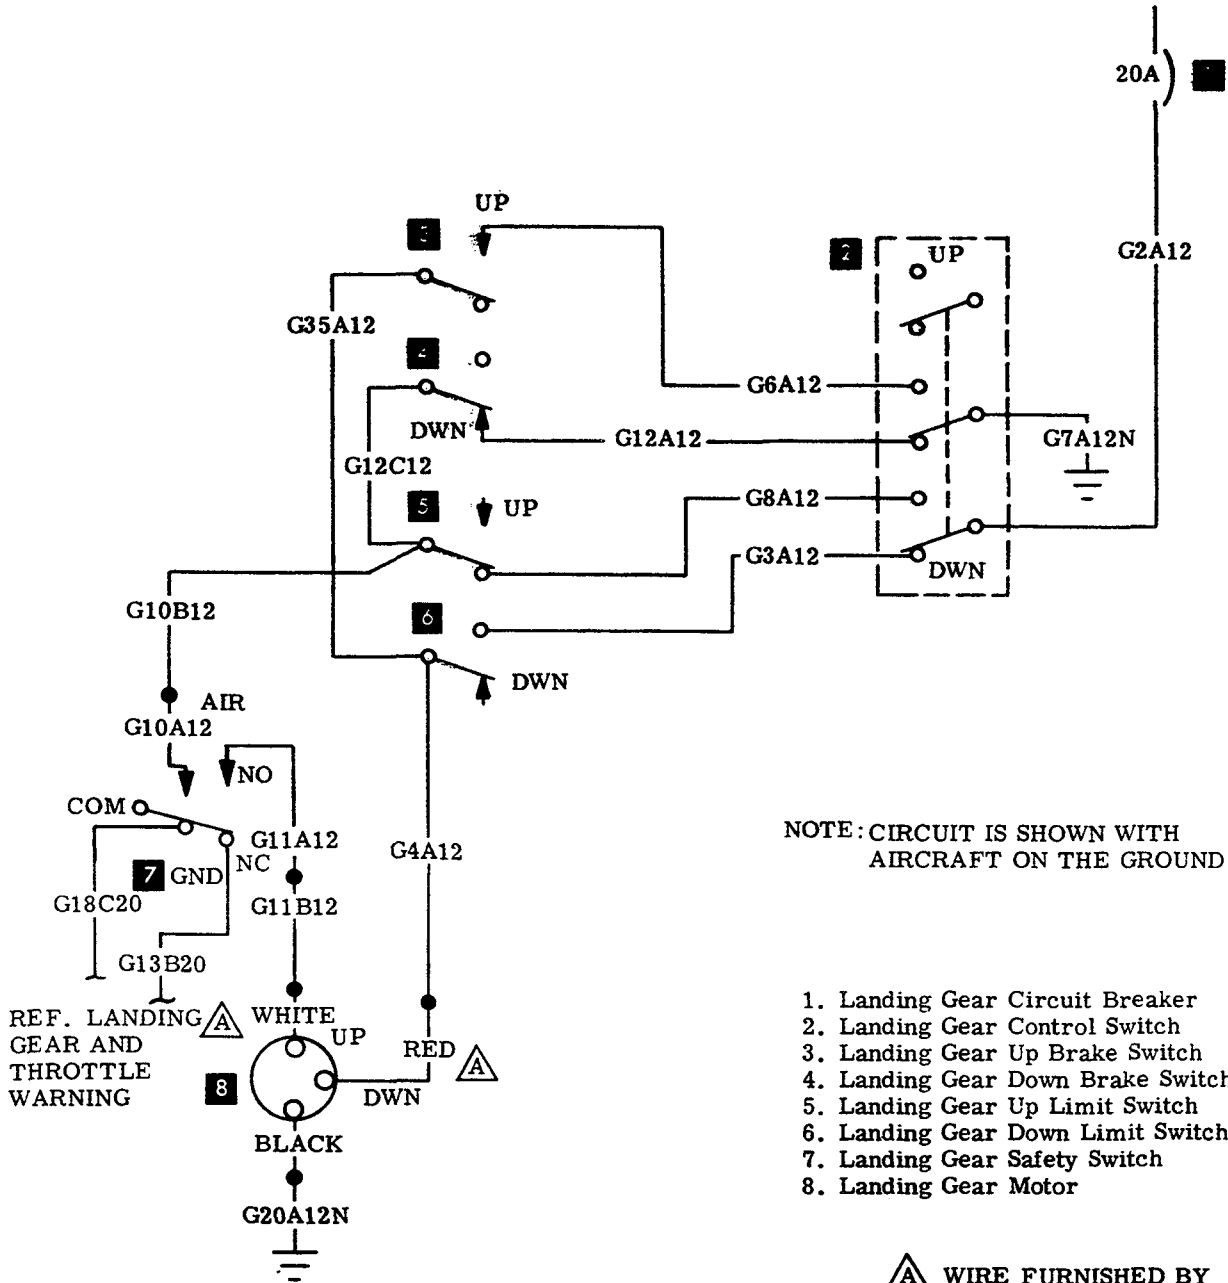 20A
G2A12
UP
3
2
UP
G35A12
4
G6A12
DWN
G12A12
G7A12N
G12C12
5
UP
G8A12
G3A12
DWN
G10B12
6
DWN
AIR
G10A12
NO
COM
G11A12
G4A12
NC
7 GND
G18C20
G11B12
G13B20
NOTE: CIRCUIT IS SHOWN WITH
AIRCRAFT ON THE GROUND
REF. LANDING
GEAR AND
THROTTLE
WARNING
A WHITE
UP
RED A
8
DWN
BLACK
G20A12N
1. Landing Gear Circuit Breaker
2. Landing Gear Control Switch
3. Landing Gear Up Brake Switch
4. Landing Gear Down Brake Switch
5. Landing Gear Up Limit Switch
6. Landing Gear Down Limit Switch
7. Landing Gear Safety Switch
8. Landing Gear Motor
A WIRE FURNISHED BY